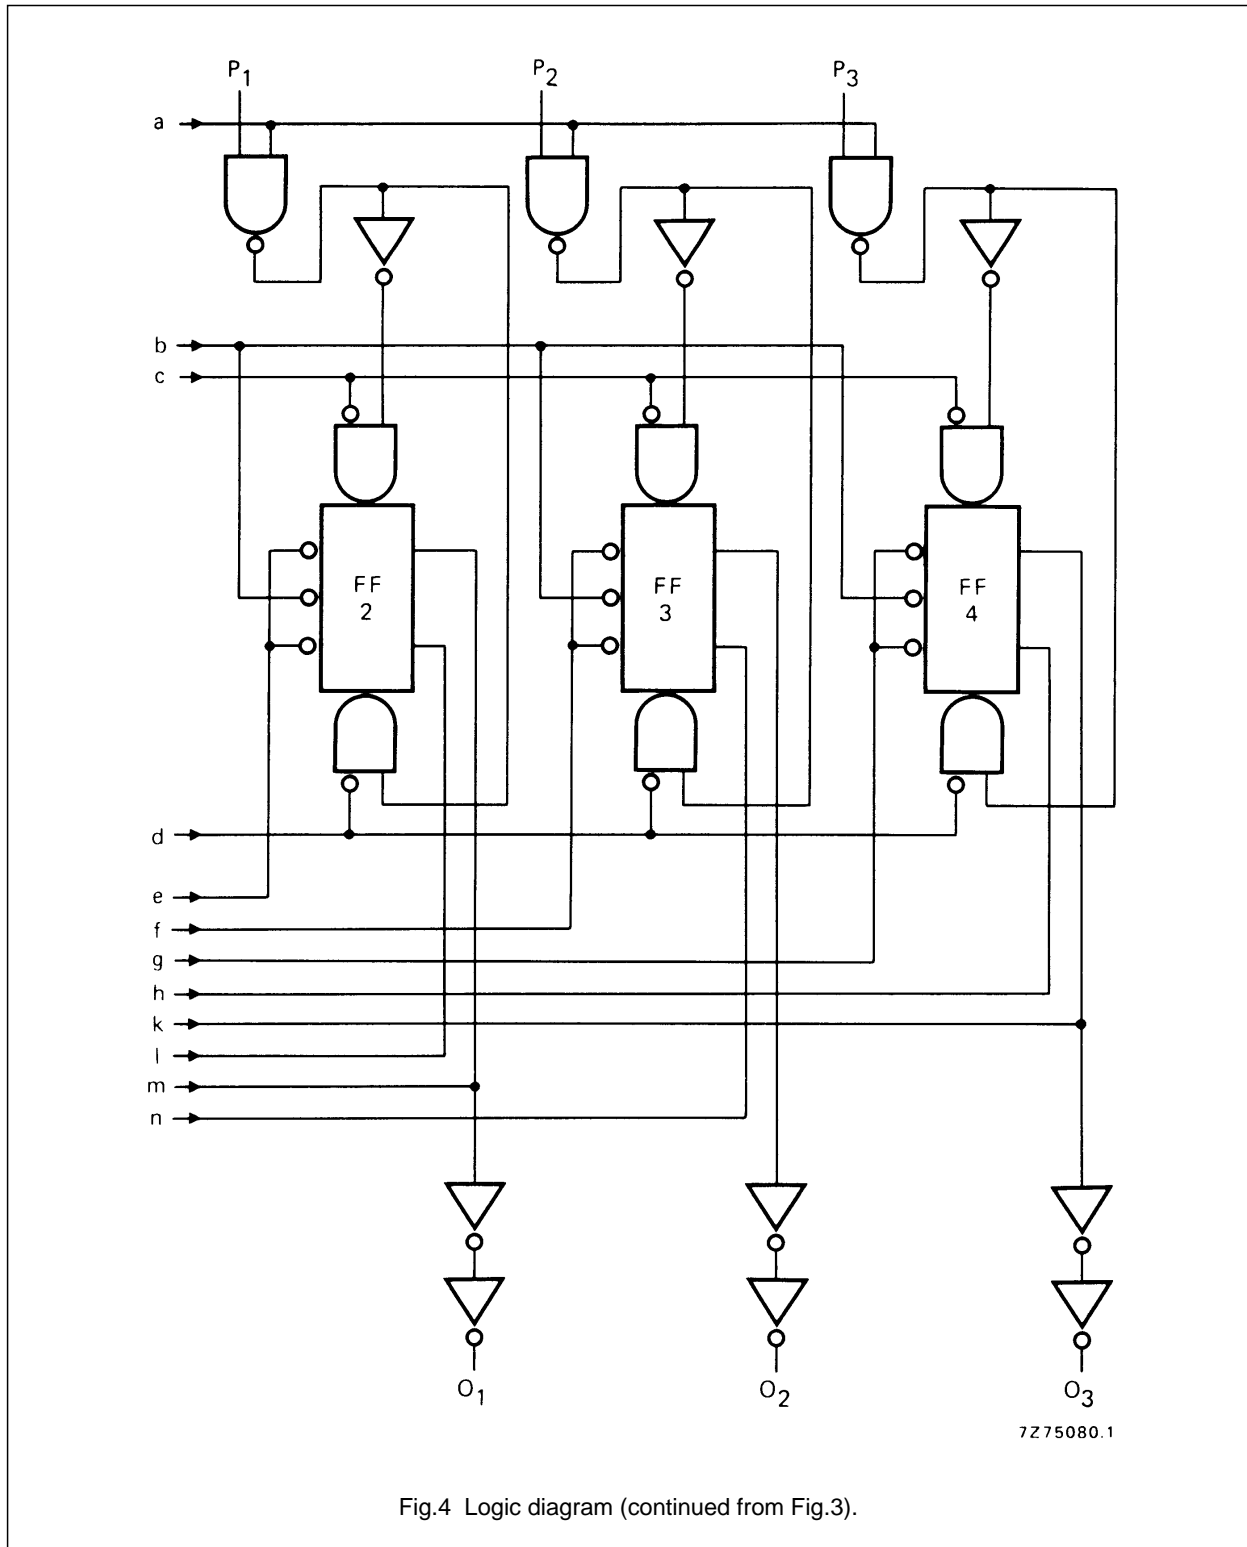 P1 P2 P3
a
b
c
FF 2
FF 3
FF 4
d
e
f
g
h
k
l
m
n
O1 O2 O3
7Z75080.1
Fig.4 Logic diagram (continued from Fig.3).